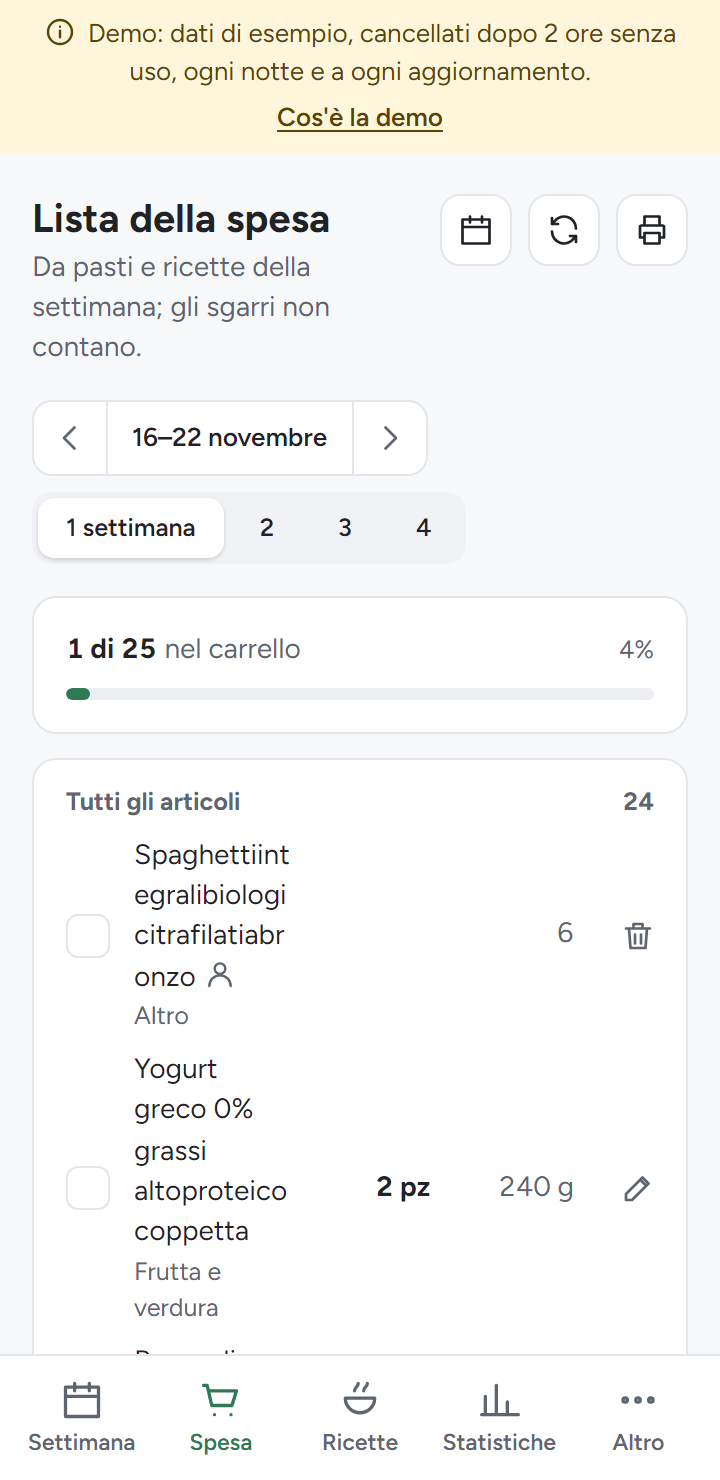 Demo: dati di esempio, cancellati dopo 2 ore senza
uso, ogni notte e a ogni aggiornamento.
Cos'è la demo
Lista della spesa
Da pasti e ricette della
settimana; gli sgarri non
contano.
16–22 novembre
1 settimana 2 3 4
1 di 25 nel carrello 4%
Tutti gli articoli 24
Spaghettiint
egralibiologi
citrafilatiabr
onzo
6
Altro
Yogurt
greco 0%
grassi
altoproteico
coppetta
2 pz 240 g
Frutta e
verdura
Settimana Spesa Ricette Statistiche Altro